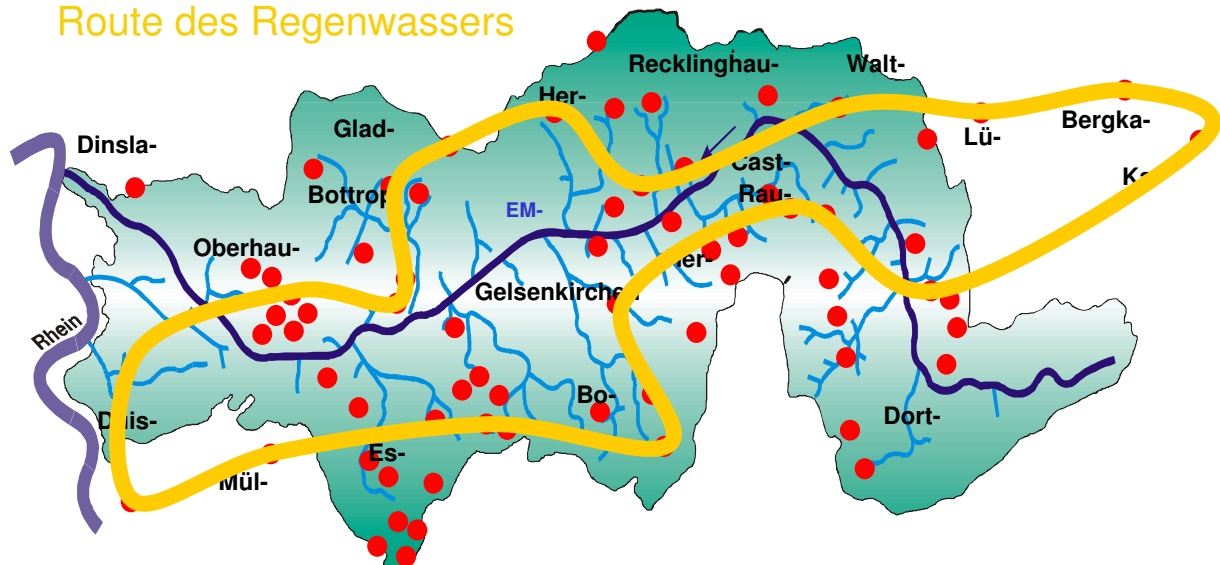 Route des Regenwassers
Recklinghau-
Walt-
Her-
Bergka-
Glad-
Lü-
Dinsla-
Cast-
Bottrop
Rau-
EM-
Oberhau-
Gelsenkirchen
Rhein
Bo-
Duis-
Dort-
Es-
Mül-